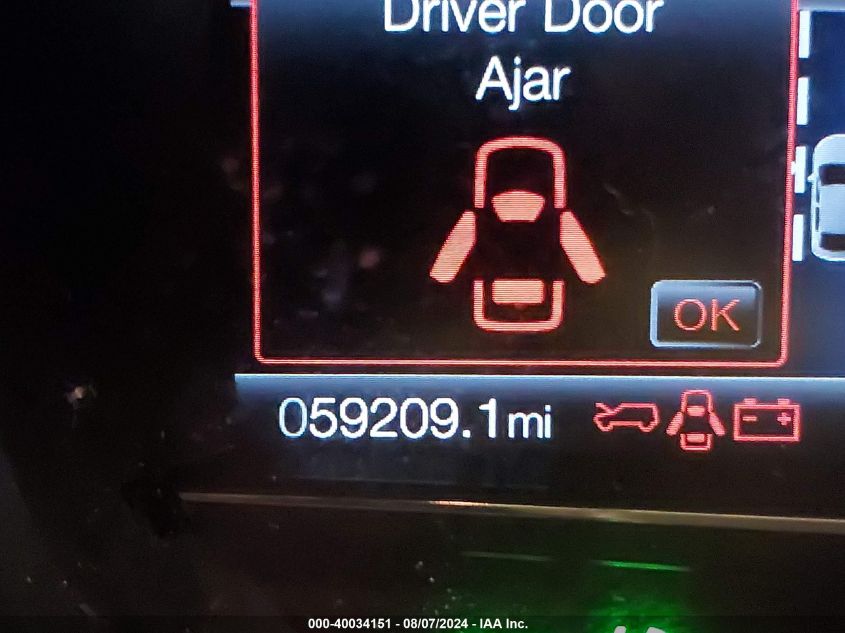 Driver Door
Ajar
OK
059209.1mi
000-40034151 - 08/07/2024 - IAA Inc.